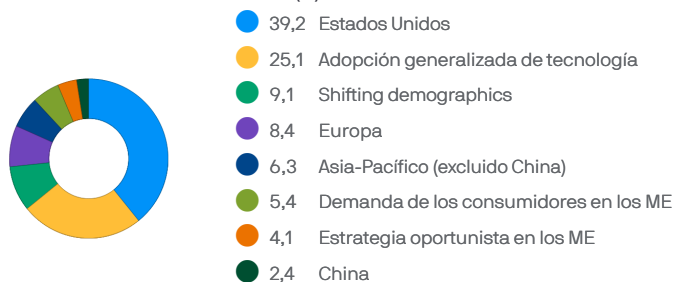 39,2 Estados Unidos
25,1 Adopción generalizada de tecnología
9,1 Shifting demographics
8,4 Europa
6,3 Asia-Pacífico (excluido China)
5,4 Demanda de los consumidores en los ME
4,1 Estrategia oportunista en los ME
2,4 China